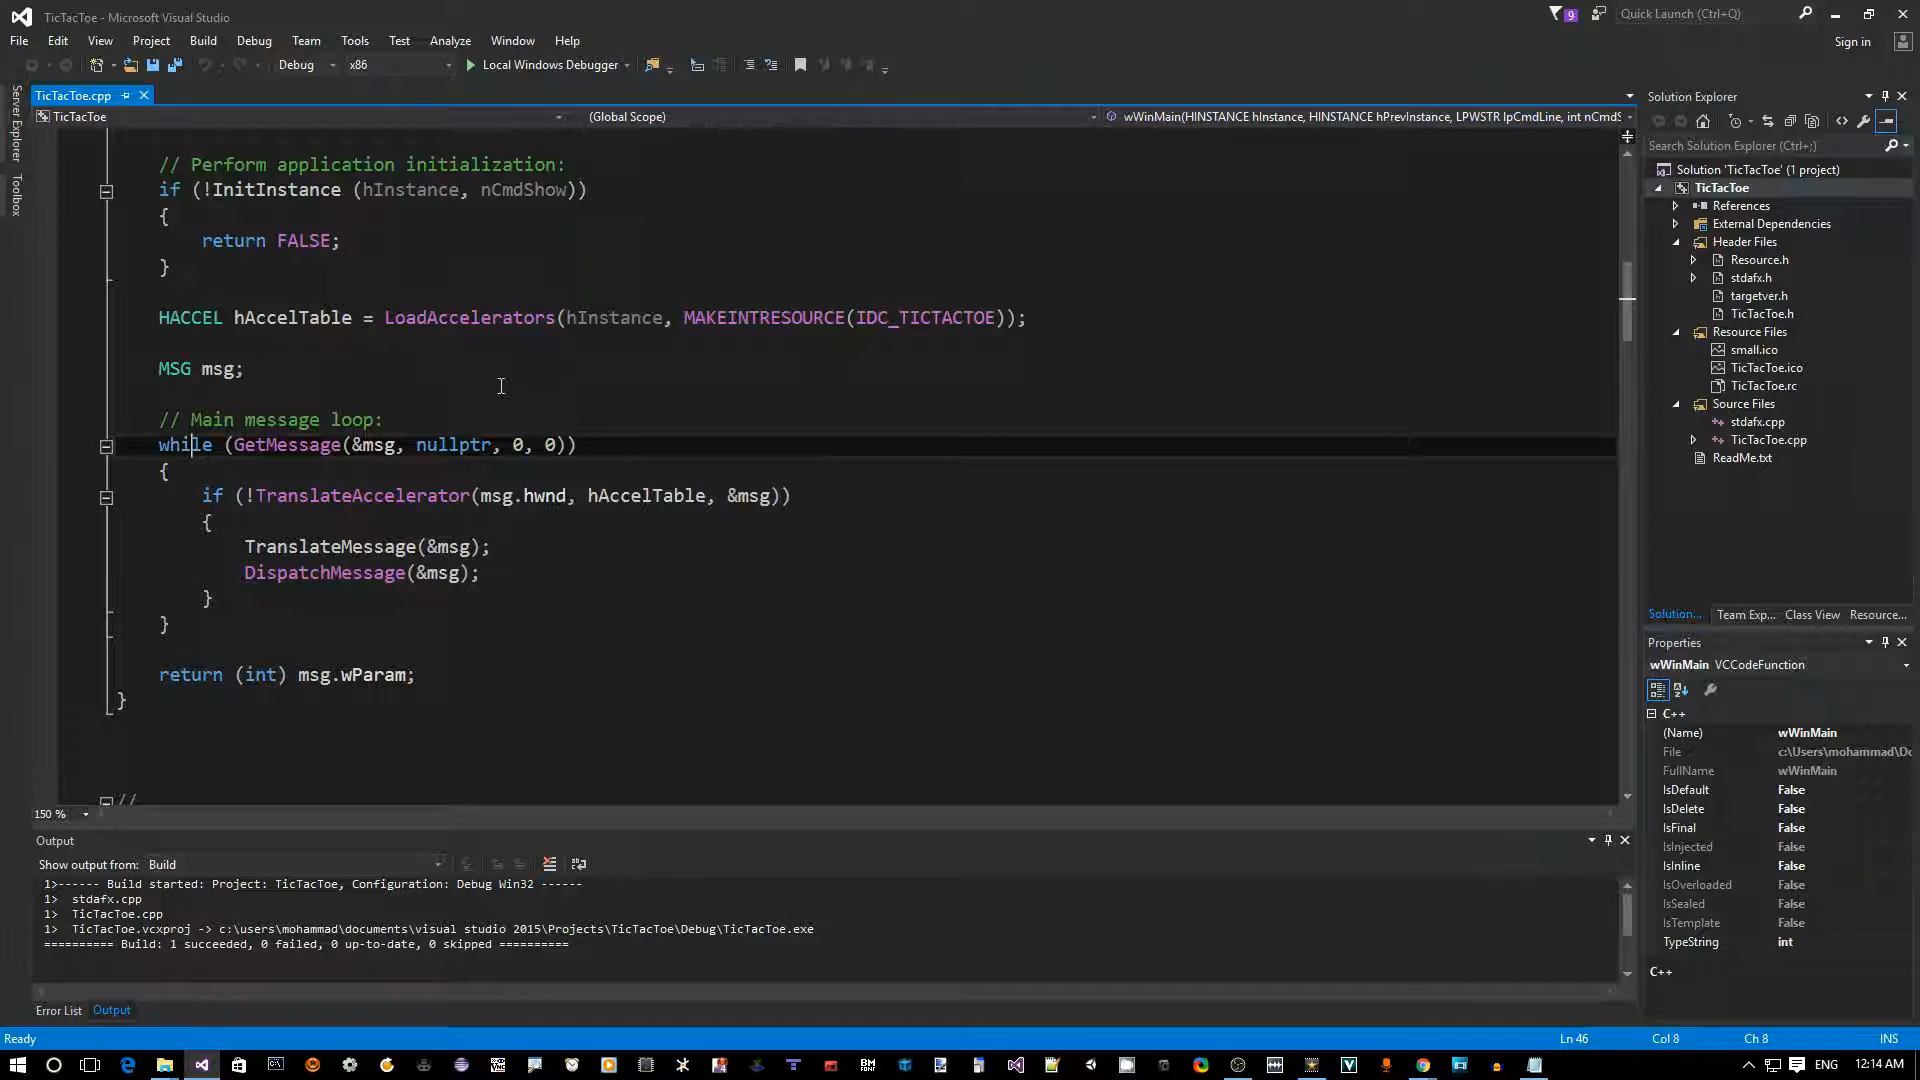 TicTacToe - Microsoft Visual Studio
9
Quick Launch (Ctrl+Q)
File Edit View Project Build Debug Team Tools Test Analyze Window Help
Sign in
Debug x86 Local Windows Debugger
Server Explorer
Toolbox
TicTacToe.cpp
TicTacToe (Global Scope) wWinMain(HINSTANCE hInstance, HINSTANCE hPrevInstance, LPWSTR lpCmdLine, int nCmdS
// Perform application initialization:
if (!InitInstance (hInstance, nCmdShow))
{
return FALSE;
}
HACCEL hAccelTable = LoadAccelerators(hInstance, MAKEINTRESOURCE(IDC_TICTACTOE));
MSG msg;
// Main message loop:
while (GetMessage(&msg, nullptr, 0, 0))
{
if (!TranslateAccelerator(msg.hwnd, hAccelTable, &msg))
{
TranslateMessage(&msg);
DispatchMessage(&msg);
}
}
return (int) msg.wParam;
}
//
150 %
Output
Show output from: Build
1>------ Build started: Project: TicTacToe, Configuration: Debug Win32 ------
1> stdafx.cpp
1> TicTacToe.cpp
1> TicTacToe.vcxproj -> c:\users\mohammad\documents\visual studio 2015\Projects\TicTacToe\Debug\TicTacToe.exe
========== Build: 1 succeeded, 0 failed, 0 up-to-date, 0 skipped ==========
Error List Output
Solution Explorer
Search Solution Explorer (Ctrl+;)
Solution 'TicTacToe' (1 project)
TicTacToe
References
External Dependencies
Header Files
Resource.h
stdafx.h
targetver.h
TicTacToe.h
Resource Files
small.ico
TicTacToe.ico
TicTacToe.rc
Source Files
stdafx.cpp
TicTacToe.cpp
ReadMe.txt
Solution... Team Exp... Class View Resource...
Properties
wWinMain VCCodeFunction
C++
(Name) wWinMain
File c:\Users\mohammad\Do
FullName wWinMain
IsDefault False
IsDelete False
IsFinal False
IsInjected False
IsInline False
IsOverloaded False
IsSealed False
IsTemplate False
TypeString int
C++
Ready Ln 46 Col 8 Ch 8 INS
ENG 12:14 AM